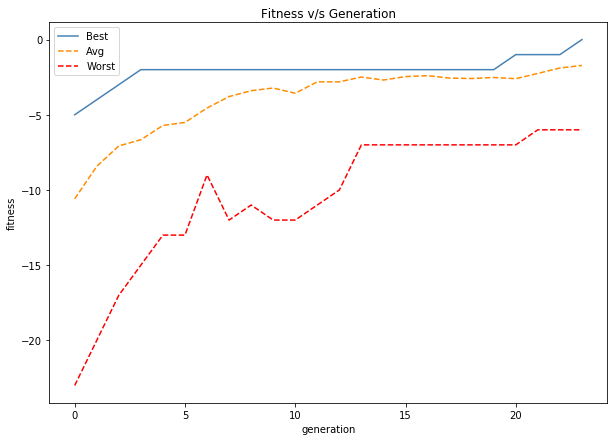 Fitness v/s Generation
Best
Avg
Worst
0
−5
−10
−15
−20
fitness
0
5
10
15
20
generation